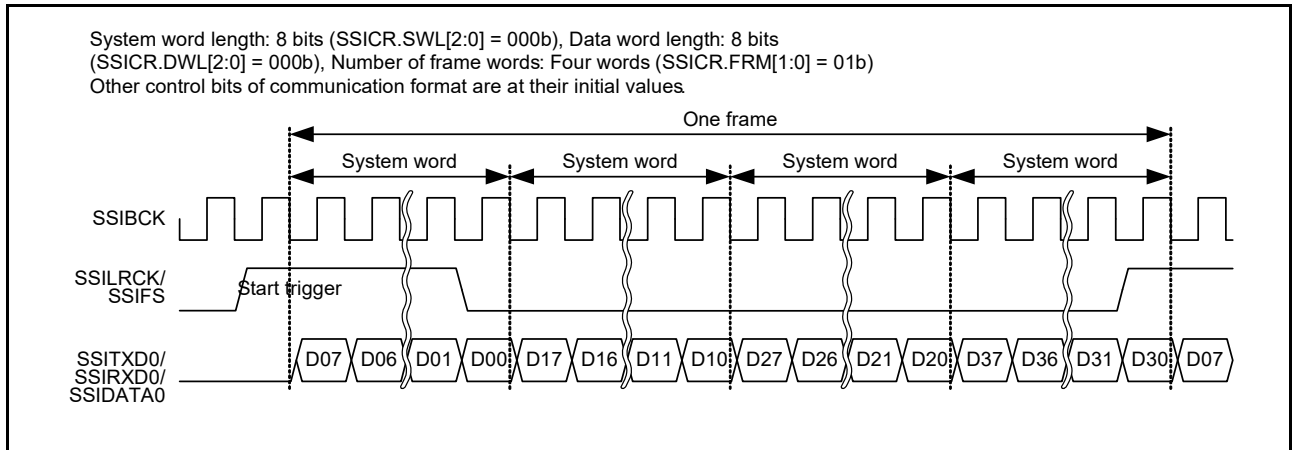 System word length: 8 bits (SSICR.SWL[2:0] = 000b), Data word length: 8 bits
(SSICR.DWL[2:0] = 000b), Number of frame words: Four words (SSICR.FRM[1:0] = 01b)
Other control bits of communication format are at their initial values.
One frame
System word System word System word System word
SSIBCK
SSILRCK/
SSIFS
Start trigger
SSITXD0/
SSIRXD0/
SSIDATA0
D07 D06 D01 D00 D17 D16 D11 D10 D27 D26 D21 D20 D37 D36 D31 D30 D07